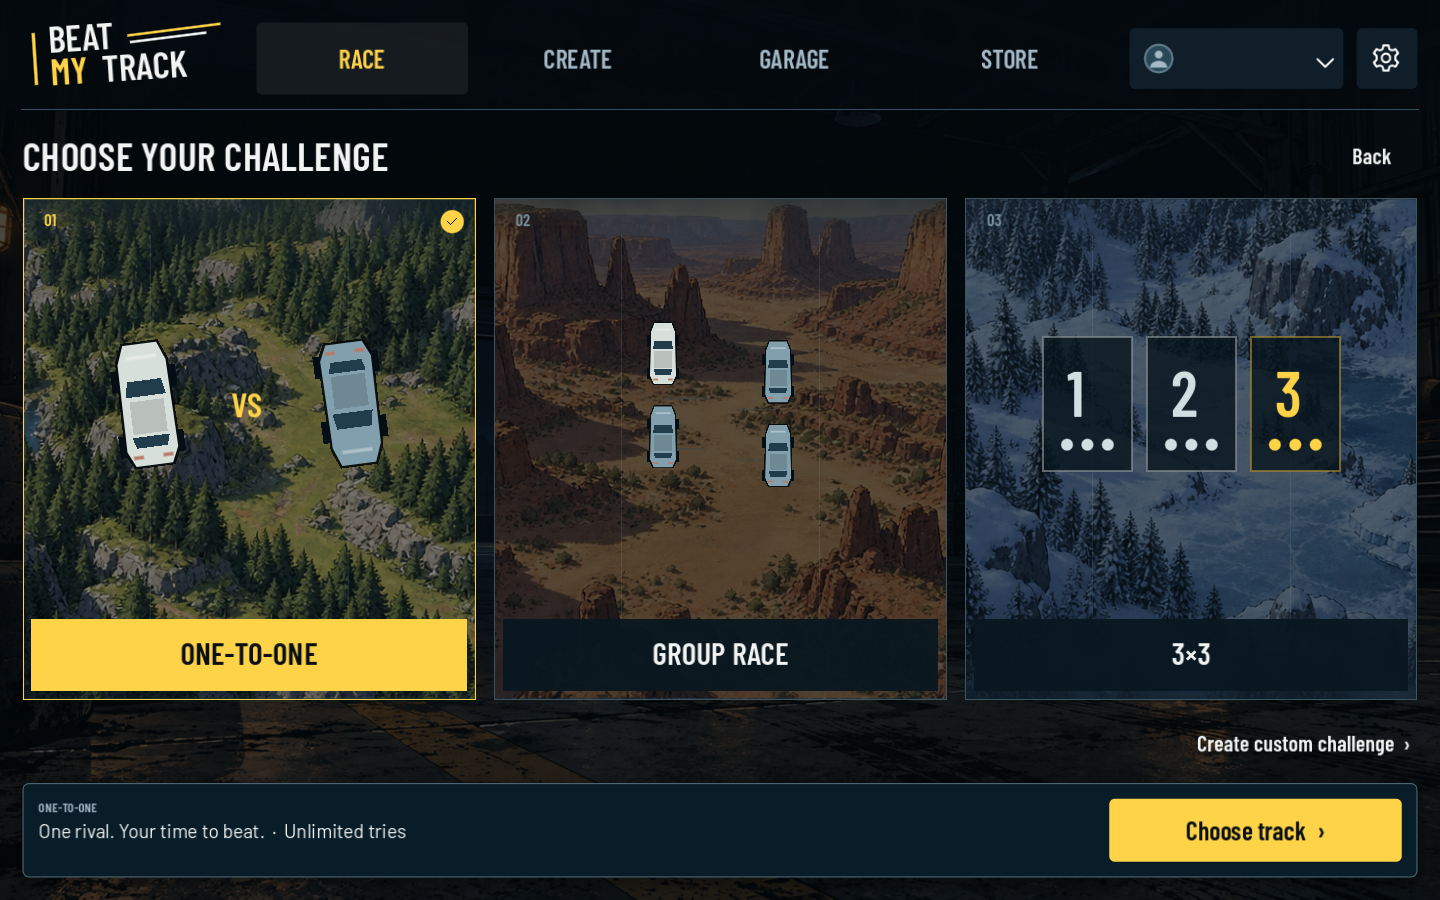 BEAT
MY TRACK
RACE
CREATE
GARAGE
STORE
CHOOSE YOUR CHALLENGE
Back
01
VS
ONE-TO-ONE
02
GROUP RACE
03
1 2 3
3×3
Create custom challenge ›
ONE-TO-ONE
One rival. Your time to beat. · Unlimited tries
Choose track ›